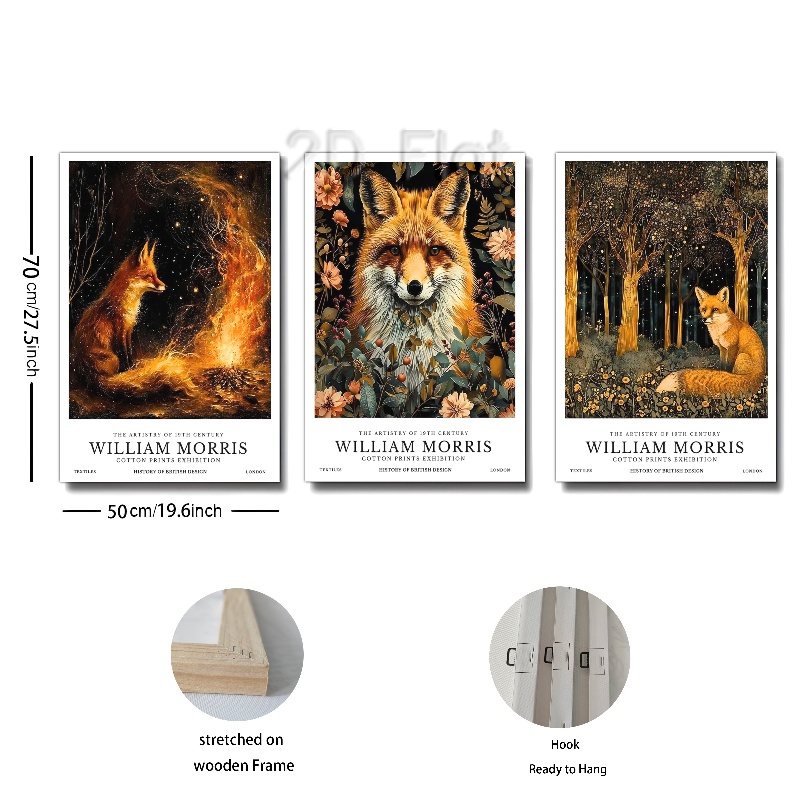 2D Flat
70 cm/27.5inch
THE ARTISTRY OF 19TH CENTURY
WILLIAM MORRIS
COTTON PRINTS EXHIBITION
TEXTILES HISTORY OF BRITISH DESIGN LONDON
THE ARTISTRY OF 19TH CENTURY
WILLIAM MORRIS
COTTON PRINTS EXHIBITION
TEXTILES HISTORY OF BRITISH DESIGN LONDON
THE ARTISTRY OF 19TH CENTURY
WILLIAM MORRIS
COTTON PRINTS EXHIBITION
TEXTILES HISTORY OF BRITISH DESIGN LONDON
50 cm/19.6inch
stretched on
wooden Frame
Hook
Ready to Hang